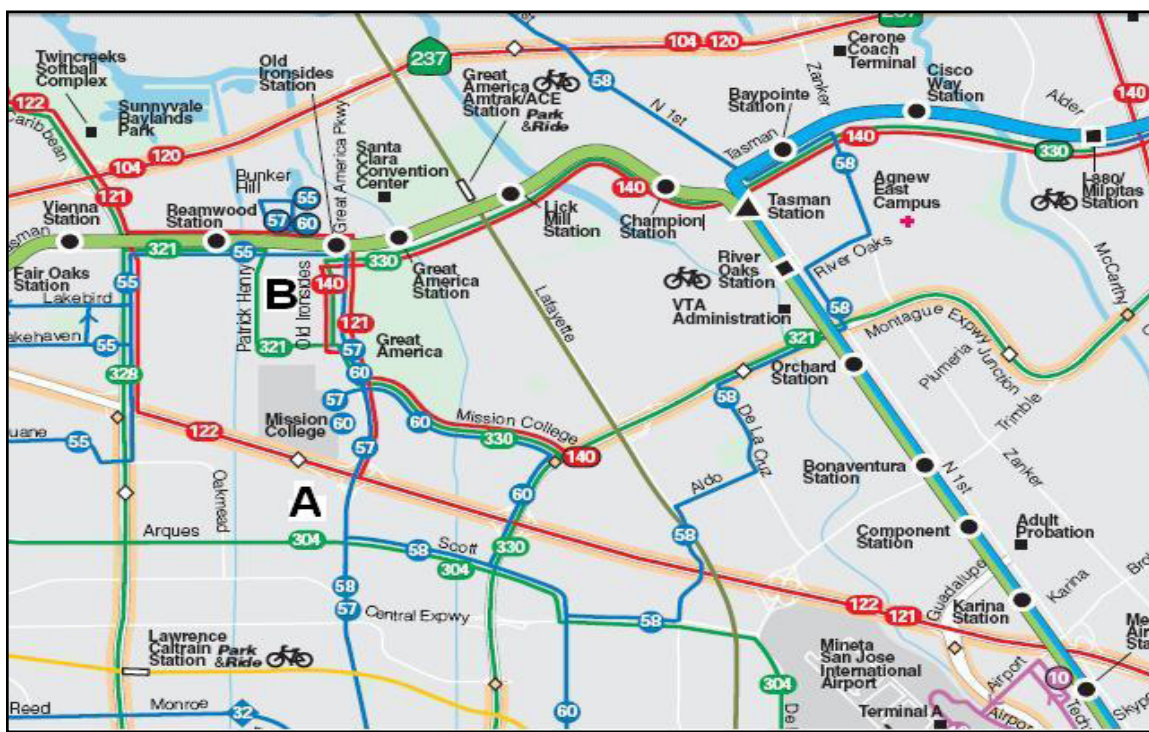 237
104 120
58
Twincreeks
Softball
Complex
Old
Ironsides
Station
237
Great
America
Amtrak/ACE
Station Park
&Ride
Zanker
Cerone
Coach
Terminal
Cisco
Way
Station
Baypointe
Station
N 1st
Alder
140
122
Caribbean
Sunnyvale
Baylands
Park
104 120
Great America Pkwy
Santa
Clara
Convention
Center
Tasman
140
58
330
I-880/
Milpitas
Station
121
Bunker
Hill
55
57 60
Vienna
Station
Reamwood
Station
Lick
Mill
Station
140
Champion
Station
Tasman
Station
Agnew
East
Campus
321
55
330
Great
America
Station
River
Oaks
Station
River Oaks
McCarthy
Fair Oaks
Station
55
Lakebird
B
Patrick Henry
Old Ironsides
140
121
Lafayette
VTA
Administration
58
Montague Expwy
55
321
57
Great
America
321
Orchard
Station
Plumeria
Junction
Trimble
328
60
57
60
Mission
College
122
60
Mission College
330
140
58
De La Cruz
55
57
Bonaventura
Station
N 1st
Zanker
Oakmead
A
60
Aldo
Arques
304
58
Scott
304
330
58
Component
Station
Adult
Probation
58
57
Central Expwy
58
122
121
Guadalupe
Karina
Karina
Station
Lawrence
Caltrain
Station Park
&Ride
Mineta
San Jose
International
Airport
304
Airport
10
Reed
Monroe
32
60
Terminal A
Airport